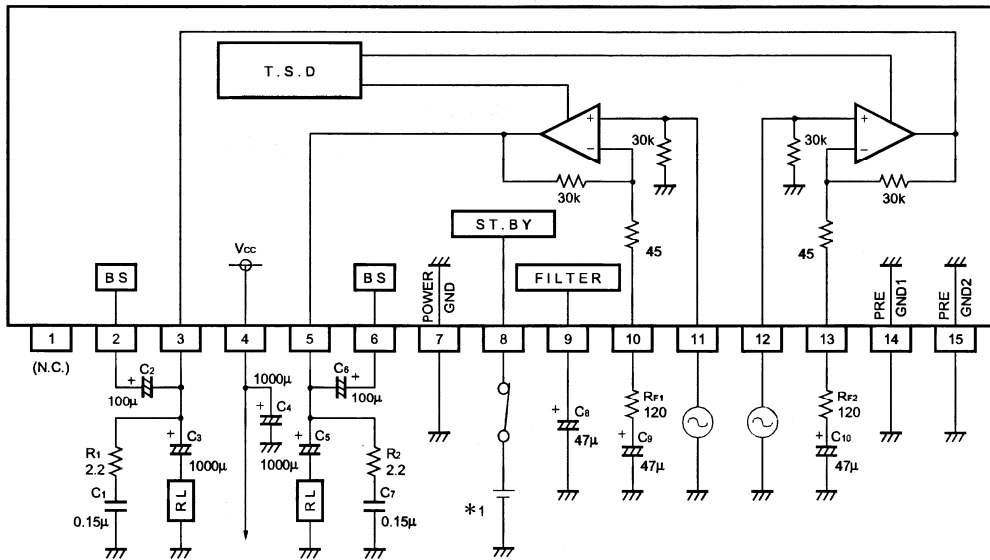 T.S.D
+
−
30k
30k
45
30k
+
−
30k
45
ST.BY
FILTER
Vcc
BS
BS
POWER
GND
PRE
GND1
PRE
GND2
1
2
3
4
5
6
7
8
9
10
11
12
13
14
15
(N.C.)
+
C2
100μ
1000μ
+
C4
C6
+
100μ
R1
2.2
+
C3
1000μ
C1
0.15μ
RL
+
C5
1000μ
RL
R2
2.2
C7
0.15μ
*1
+
C8
47μ
RF1
120
+
C9
47μ
RF2
120
+
C10
47μ